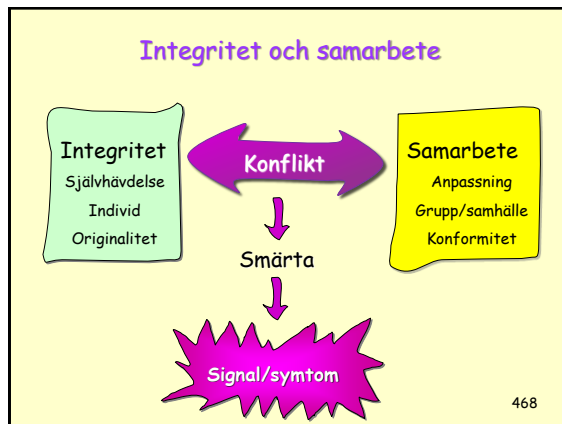 Integritet och samarbete
Integritet
Självhävdelse
Individ
Originalitet
Konflikt
Samarbete
Anpassning
Grupp/samhälle
Konformitet
Smärta
Signal/symtom
468